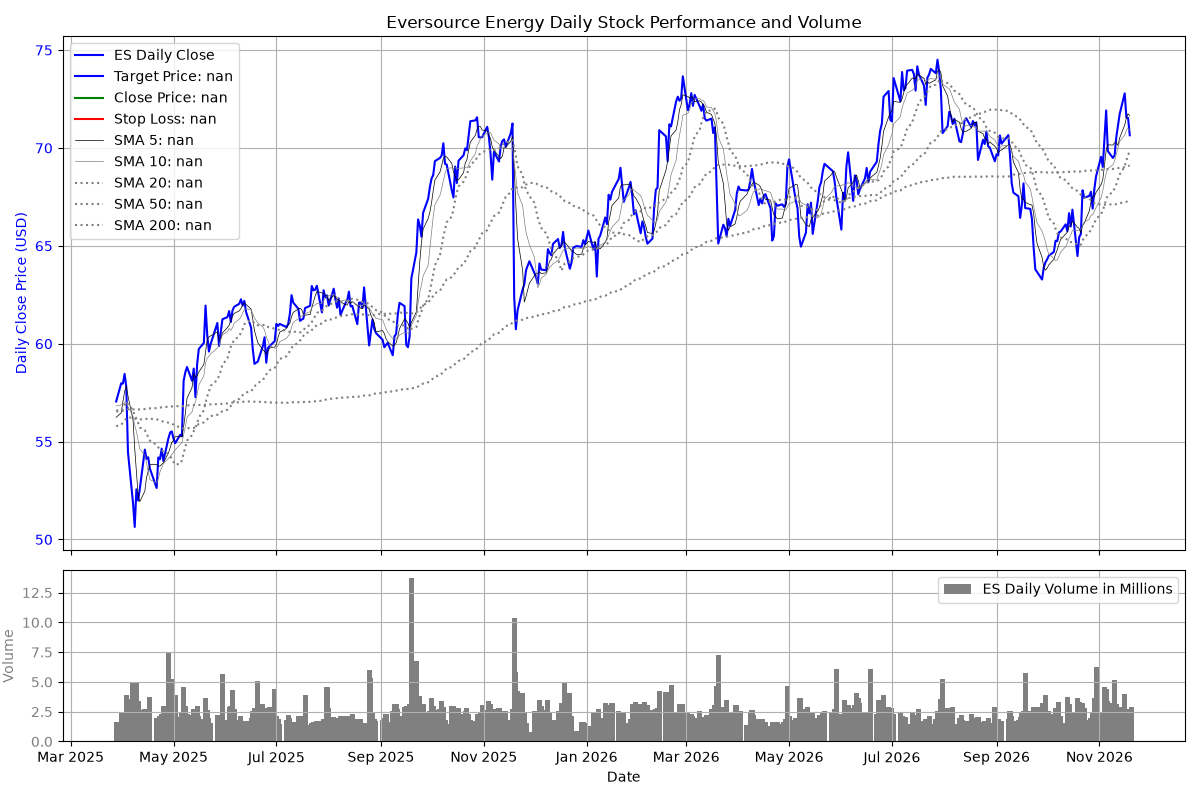 Eversource Energy Daily Stock Performance and Volume
75
70
65
60
55
50
Daily Close Price (USD)
ES Daily Close
Target Price: nan
Close Price: nan
Stop Loss: nan
SMA 5: nan
SMA 10: nan
SMA 20: nan
SMA 50: nan
SMA 200: nan
12.5
10.0
7.5
5.0
2.5
0.0
Volume
ES Daily Volume in Millions
Mar 2025
May 2025
Jul 2025
Sep 2025
Nov 2025
Jan 2026
Mar 2026
May 2026
Jul 2026
Sep 2026
Nov 2026
Date